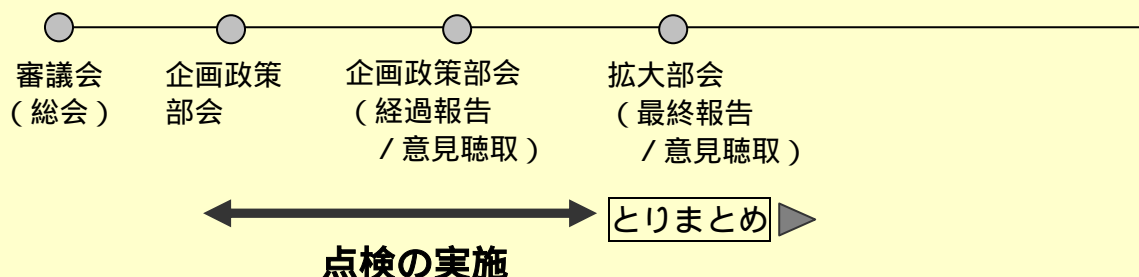 審議会
（総会）
企画政策
部会
企画政策部会
（経過報告
/意見聴取）
拡大部会
（最終報告
/意見聴取）
とりまとめ
点検の実施